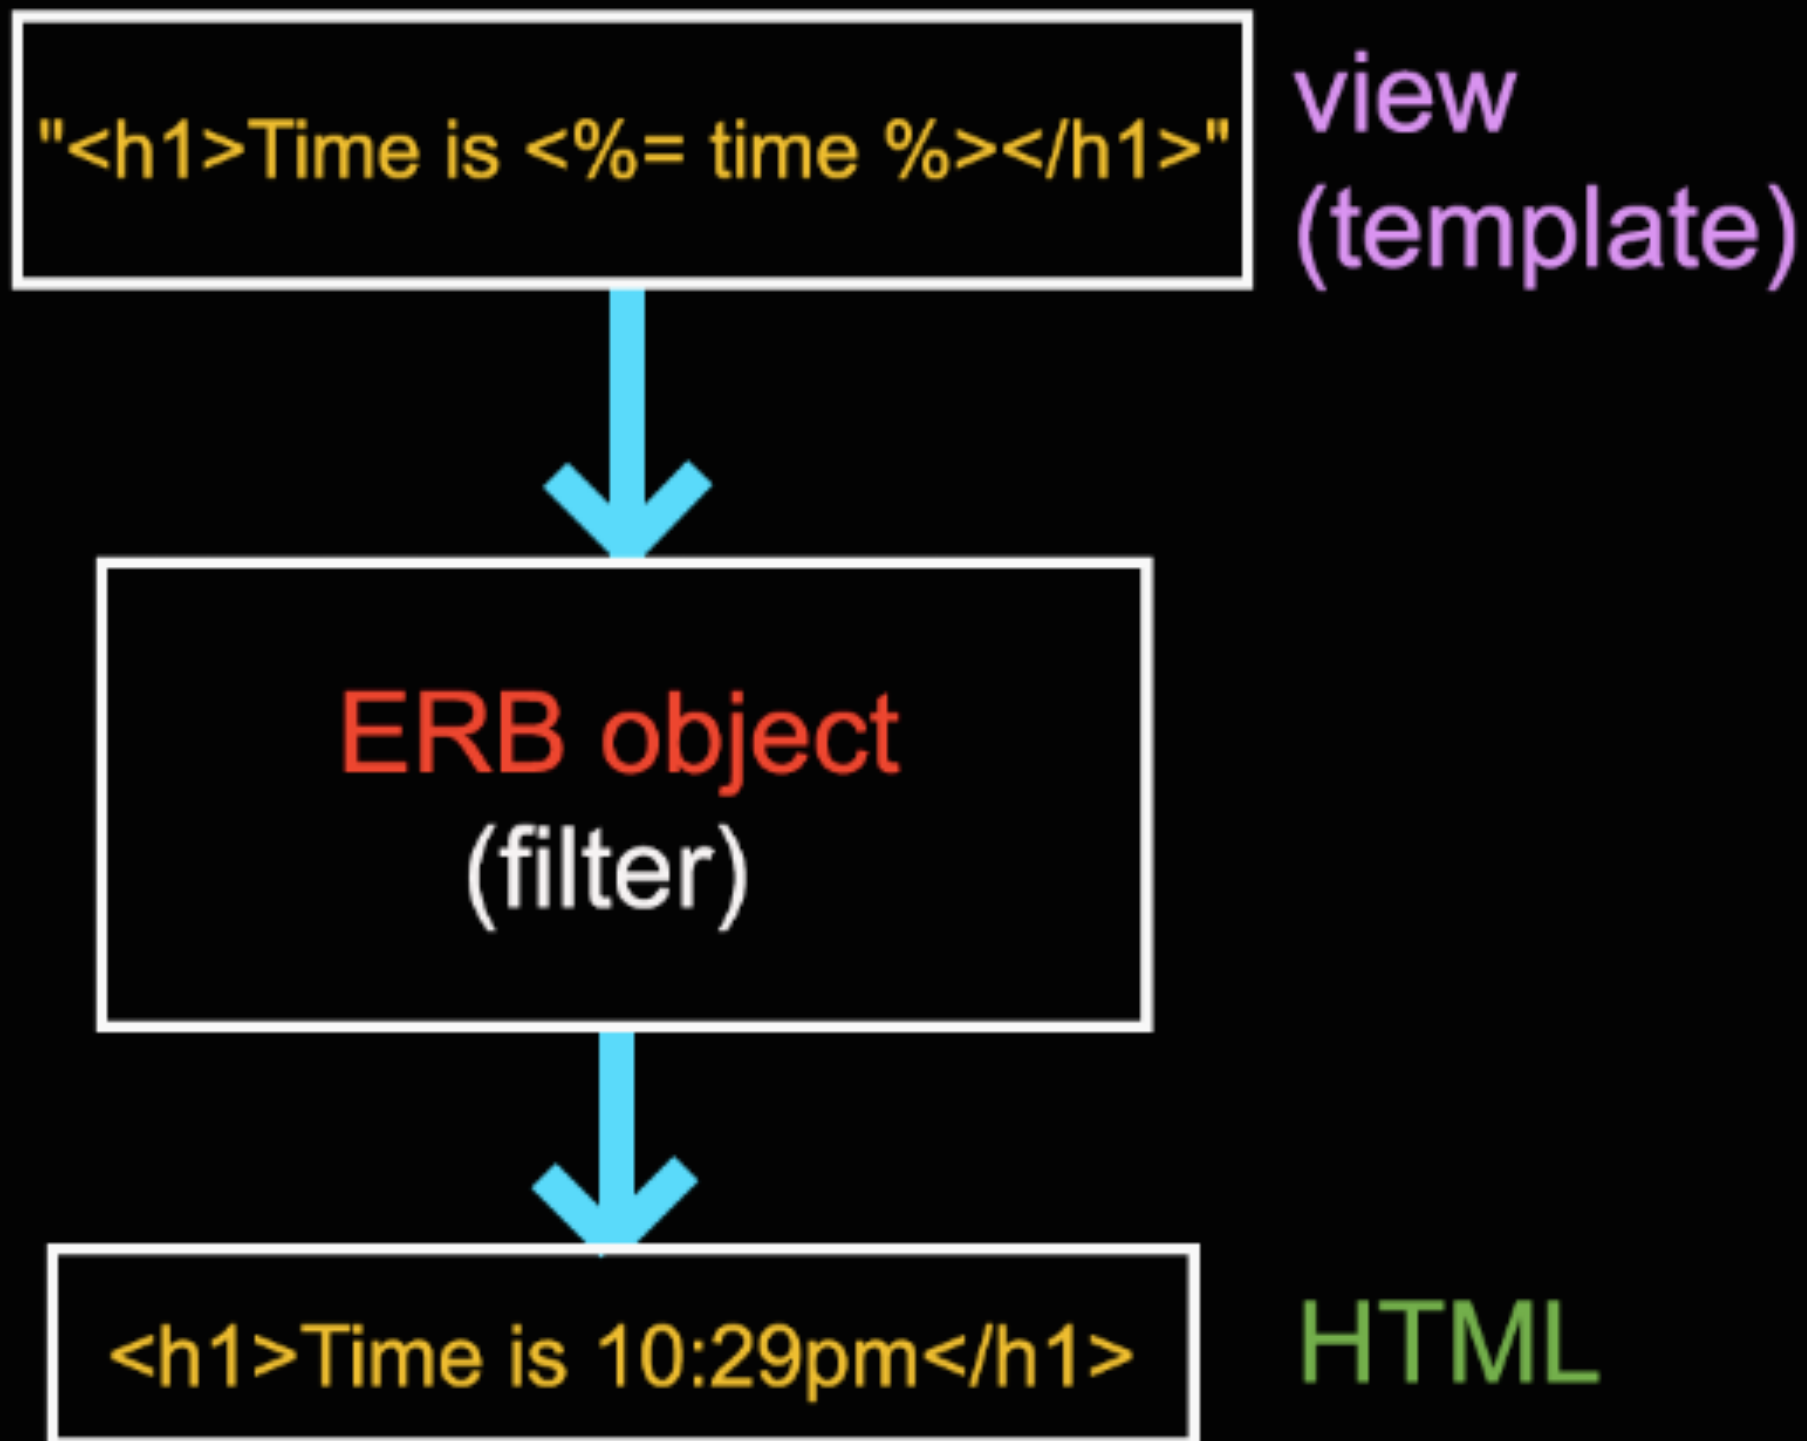 "<h1>Time is <%= time %></h1>"
view
(template)
ERB object
(filter)
<h1>Time is 10:29pm</h1>
HTML